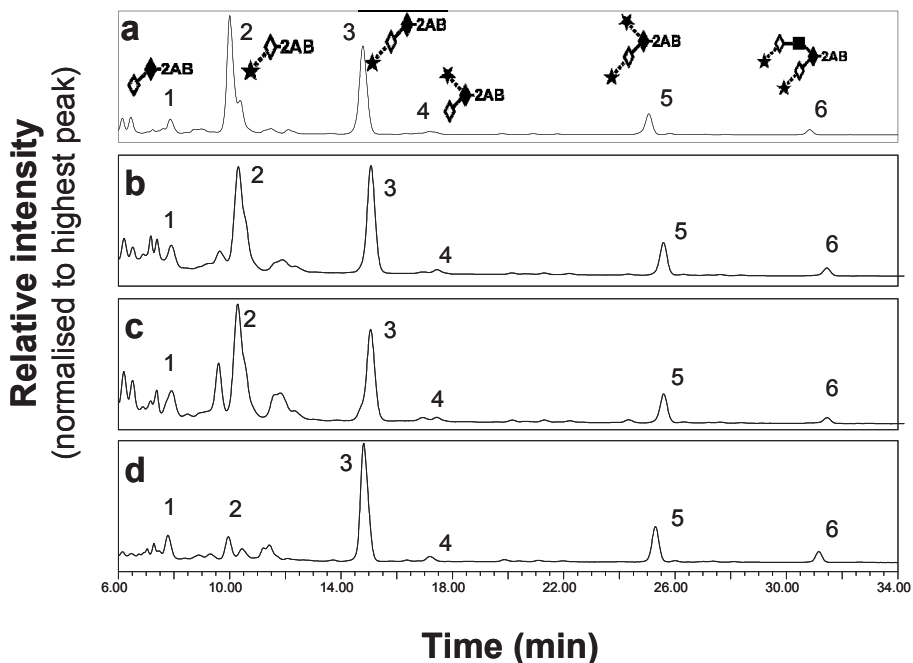 a
2AB
1
2
2AB
3
2AB
4
2AB
5
2AB
6
2AB
b
1
2
3
4
5
6
c
1
2
3
4
5
6
d
1
2
3
4
5
6
Relative intensity
(normalised to highest peak)
6.00 10.00 14.00 18.00 22.00 26.00 30.00 34.00
Time (min)